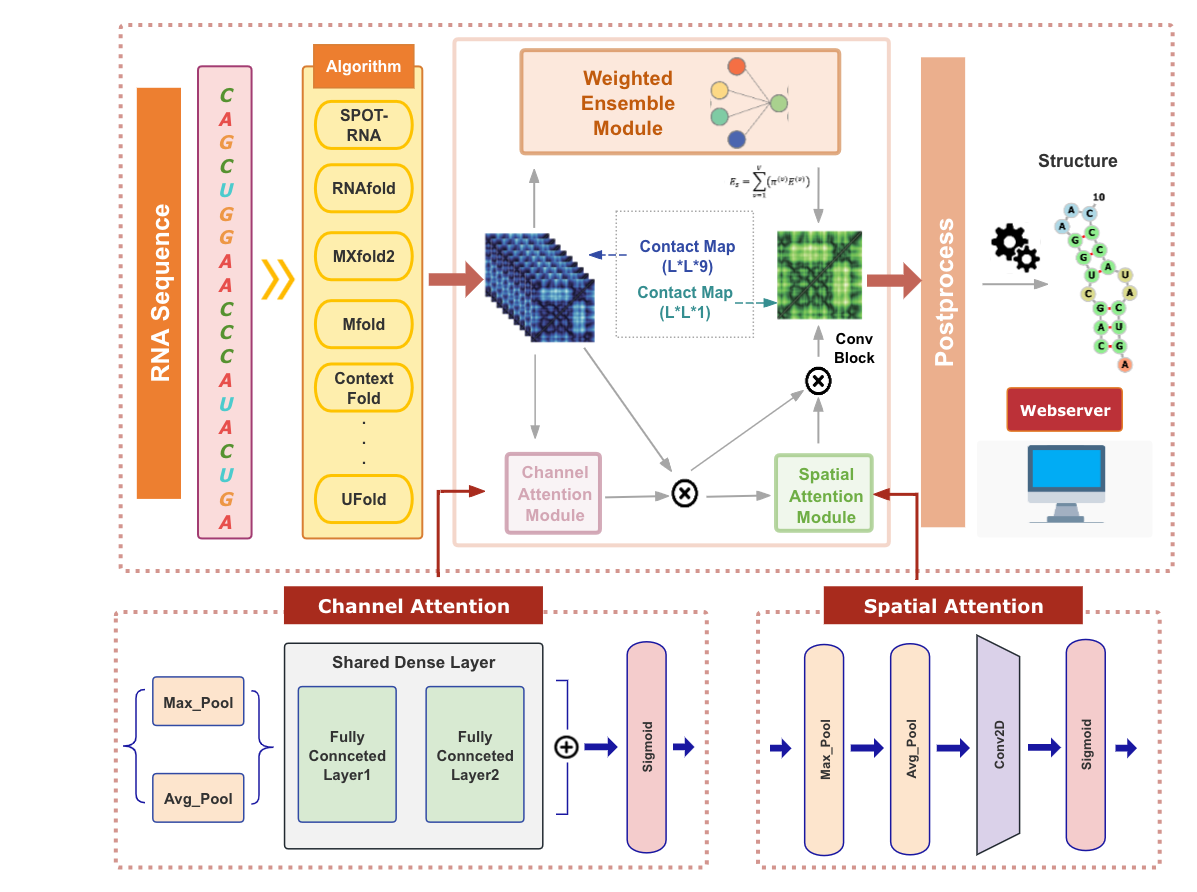 RNA Sequence
C
A
G
C
U
G
G
A
A
C
C
C
A
U
A
C
U
G
A
Algorithm
SPOT-
RNA
RNAfold
MXfold2
Mfold
Context
Fold
.
.
.
UFold
Weighted
Ensemble
Module
E_s = \sum_{v=1}^{V} (π^{(v)} E^{(v)})
Contact Map
(L*L*9)
Contact Map
(L*L*1)
Conv
Block
Channel
Attention
Module
Spatial
Attention
Module
Postprocess
Structure
10
A
C
A
C
G
C
G
A
U
U
C
A
G
C
A
U
C
G
A
Webserver
Channel Attention
Max_Pool
Avg_Pool
Shared Dense Layer
Fully
Connceted
Layer1
Fully
Connceted
Layer2
Sigmoid
Spatial Attention
Max_Pool
Avg_Pool
Conv2D
Sigmoid